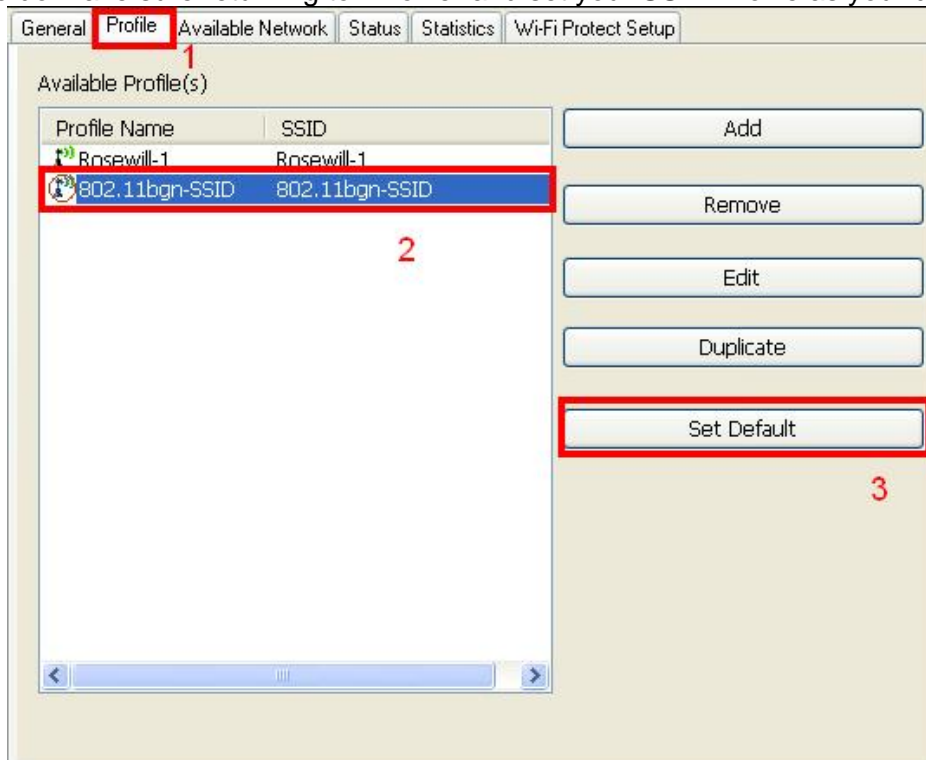 General Profile Available Network Status Statistics Wi-Fi Protect Setup
1
Available Profile(s)
Profile Name SSID
Add
Rosewill-1 Rosewill-1
802.11bgn-SSID 802.11bgn-SSID
Remove
2
Edit
Duplicate
Set Default
3